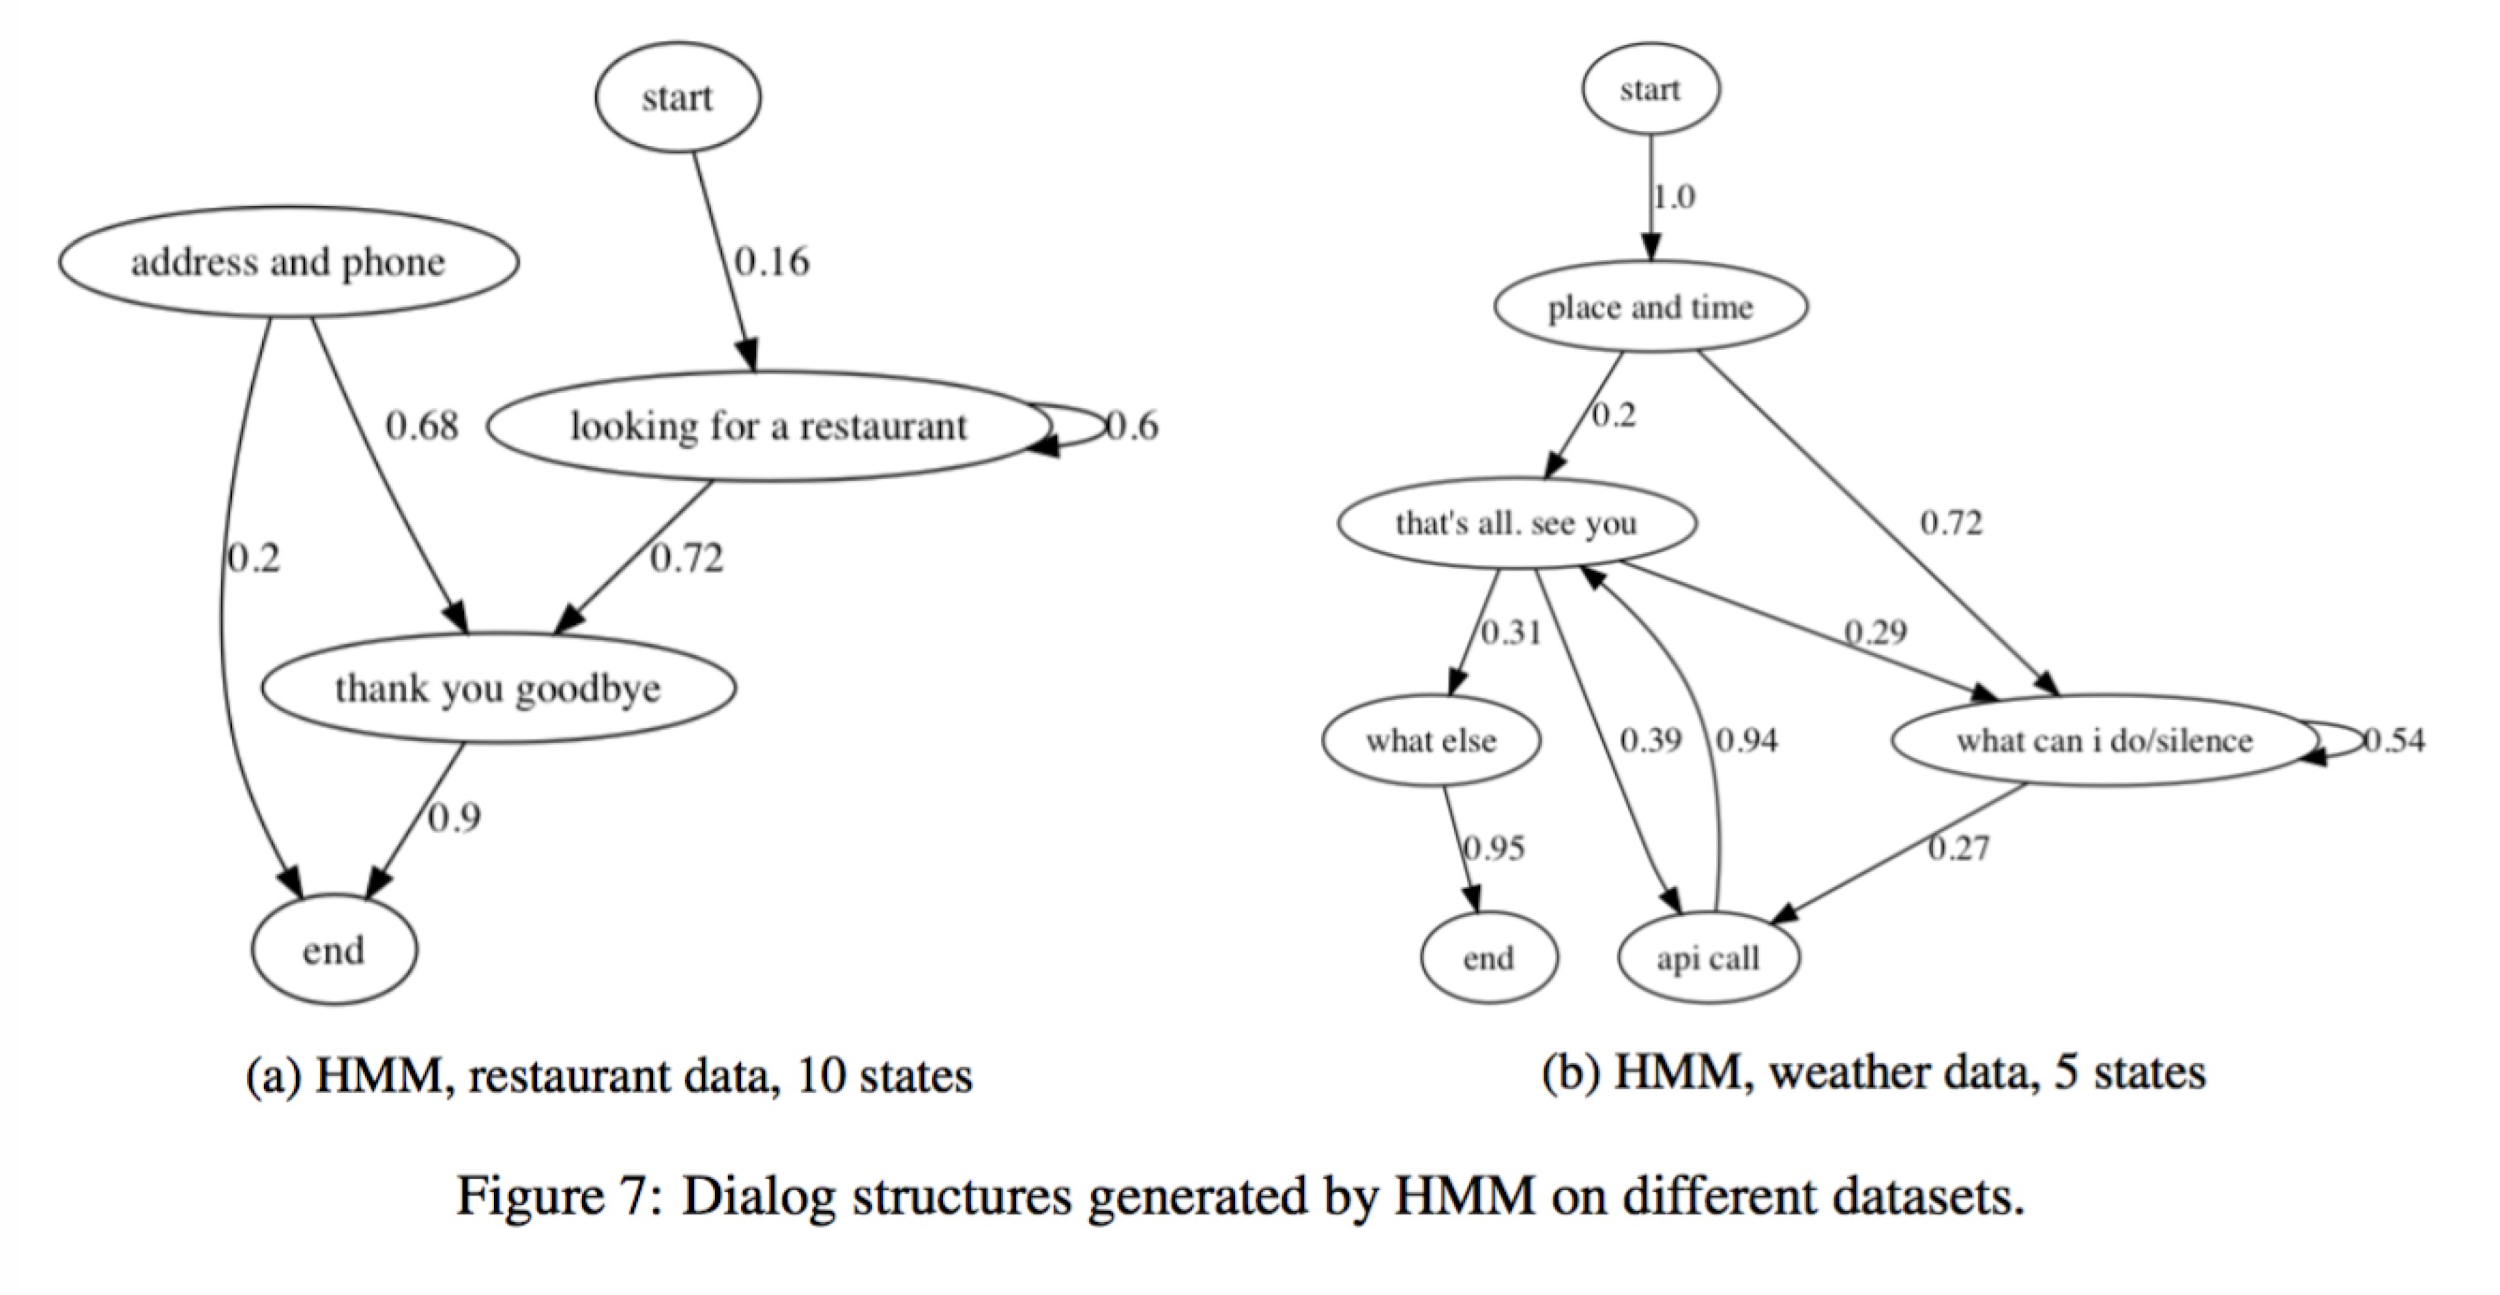 start
0.16
address and phone
looking for a restaurant
0.6
0.68
0.2
0.72
thank you goodbye
0.9
end
(a) HMM, restaurant data, 10 states
start
1.0
place and time
0.2
0.72
that's all. see you
0.31
0.29
what else
0.39
0.94
what can i do/silence
0.54
0.95
0.27
end
api call
(b) HMM, weather data, 5 states
Figure 7: Dialog structures generated by HMM on different datasets.